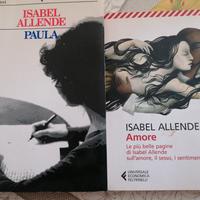 ISABEL
ALLENDE
PAULA
ISABEL ALLENDE
Amore
Le più belle pagine
di Isabel Allende
sull'amore, il sesso, i sentimenti
UNIVERSALE
ECONOMICA
FELTRINELLI